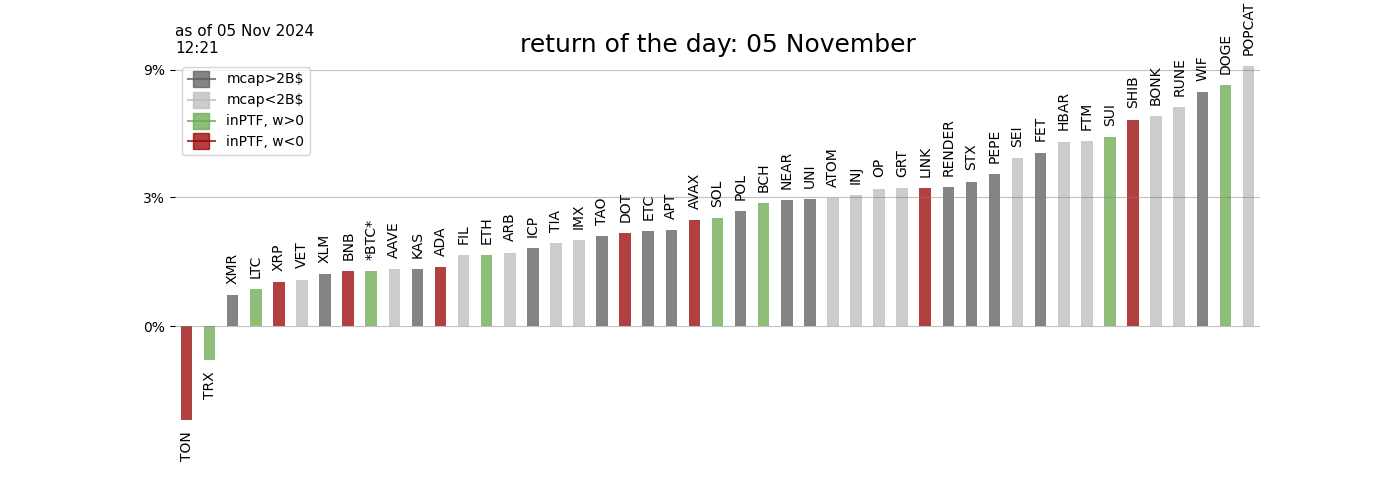 as of 05 Nov 2024
12:21
return of the day: 05 November
9%
3%
0%
mcap>2B$
mcap<2B$
inPTF, w>0
inPTF, w<0
TON
TRX
XMR
LTC
XRP
VET
XLM
BNB
*BTC*
AAVE
KAS
ADA
FIL
ETH
ARB
ICP
TIA
IMX
TAO
DOT
ETC
APT
AVAX
SOL
POL
BCH
NEAR
UNI
ATOM
INJ
OP
GRT
LINK
RENDER
STX
PEPE
SEI
FET
HBAR
FTM
SUI
SHIB
BONK
RUNE
WIF
DOGE
POPCAT